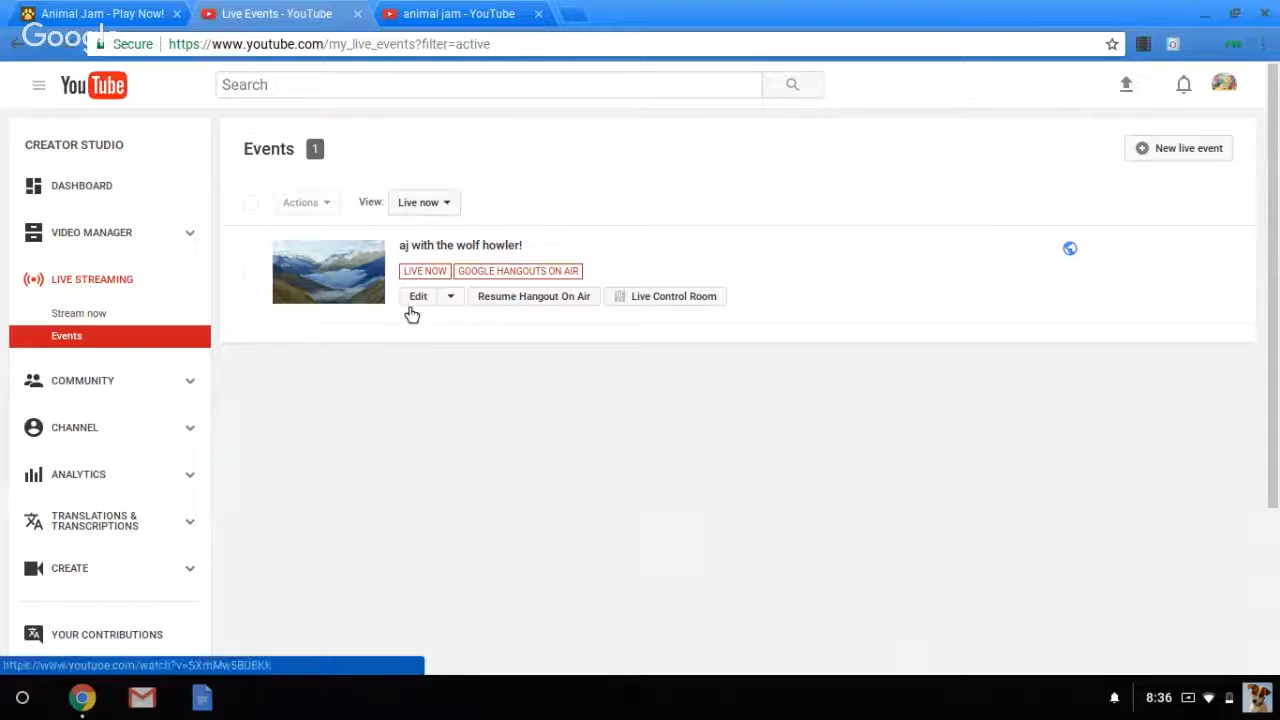 Animal Jam - Play Now!
Live Events - YouTube
animal jam - YouTube
Google
Secure
https://www.youtube.com/my_live_events?filter=active
YouTube
Search
CREATOR STUDIO
Events 1
New live event
DASHBOARD
Actions
View:
Live now
VIDEO MANAGER
aj with the wolf howler!
LIVE NOW
GOOGLE HANGOUTS ON AIR
LIVE STREAMING
Edit
Resume Hangout On Air
Live Control Room
Stream now
Events
COMMUNITY
CHANNEL
ANALYTICS
TRANSLATIONS &
TRANSCRIPTIONS
CREATE
YOUR CONTRIBUTIONS
8:36